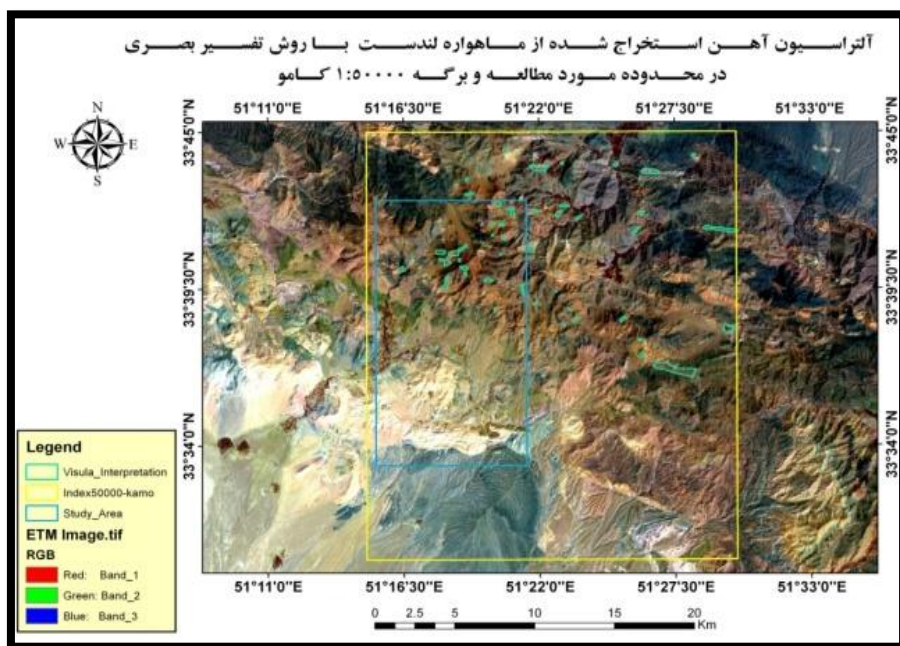 آلتراسیون آهن استخراج شده از ماهواره لندست با روش تفسیر بصری
در محدوده مورد مطالعه و برگه ۱:۵۰۰۰۰ کامو
N
W E
S
51°11'0"E 51°16'30"E 51°22'0"E 51°27'30"E 51°33'0"E
33°45'0"N 33°45'0"N
33°39'30"N 33°39'30"N
33°34'0"N 33°34'0"N
51°11'0"E 51°16'30"E 51°22'0"E 51°27'30"E 51°33'0"E
Legend
Visula_Interpretation
Index50000-kamo
Study_Area
ETM Image.tif
RGB
Red: Band_1
Green: Band_2
Blue: Band_3
0 2.5 5 10 15 20
Km